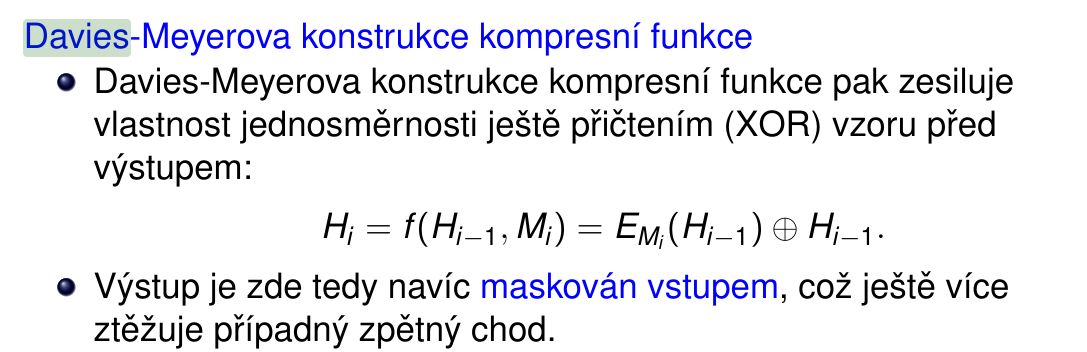 Davies-Meyerova konstrukce kompresní funkce
Davies-Meyerova konstrukce kompresní funkce pak zesiluje
vlastnost jednosměrnosti ještě přičtením (XOR) vzoru před
výstupem:
H_i = f(H_{i−1}, M_i) = E_{M_i}(H_{i−1}) ⊕ H_{i−1}.
Výstup je zde tedy navíc maskován vstupem, což ještě více
ztěžuje případný zpětný chod.